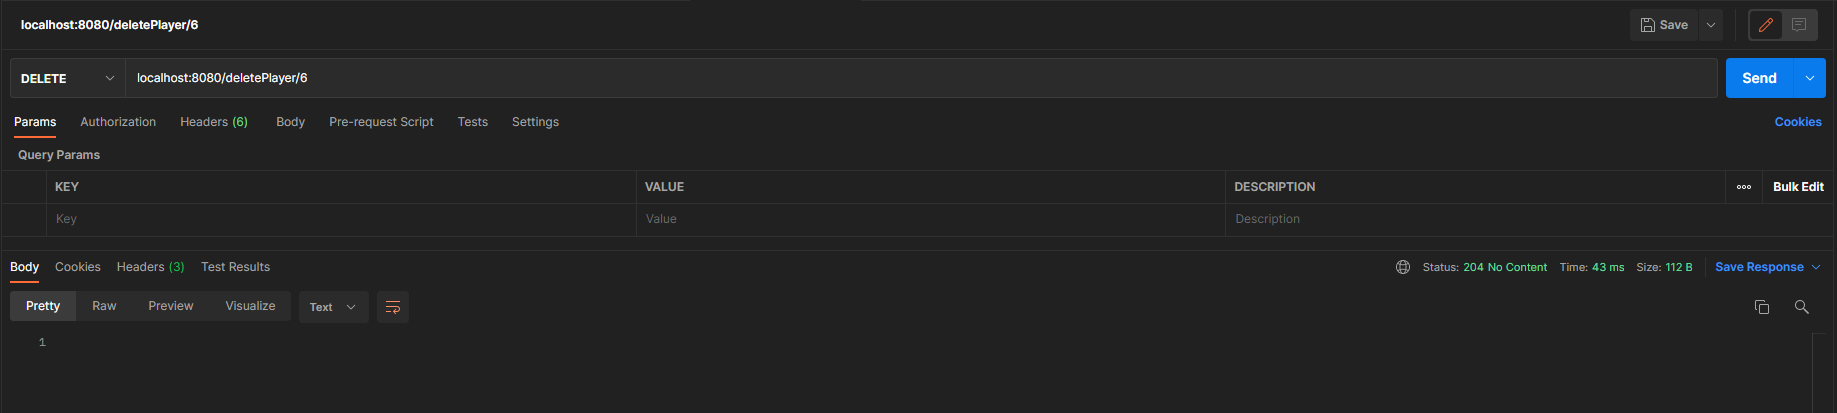 localhost:8080/deletePlayer/6 Save
DELETE localhost:8080/deletePlayer/6 Send
Params Authorization Headers (6) Body Pre-request Script Tests Settings Cookies
Query Params
KEY VALUE DESCRIPTION Bulk Edit
Key Value Description
Body Cookies Headers (3) Test Results Status: 204 No Content Time: 43 ms Size: 112 B Save Response
Pretty Raw Preview Visualize Text
1